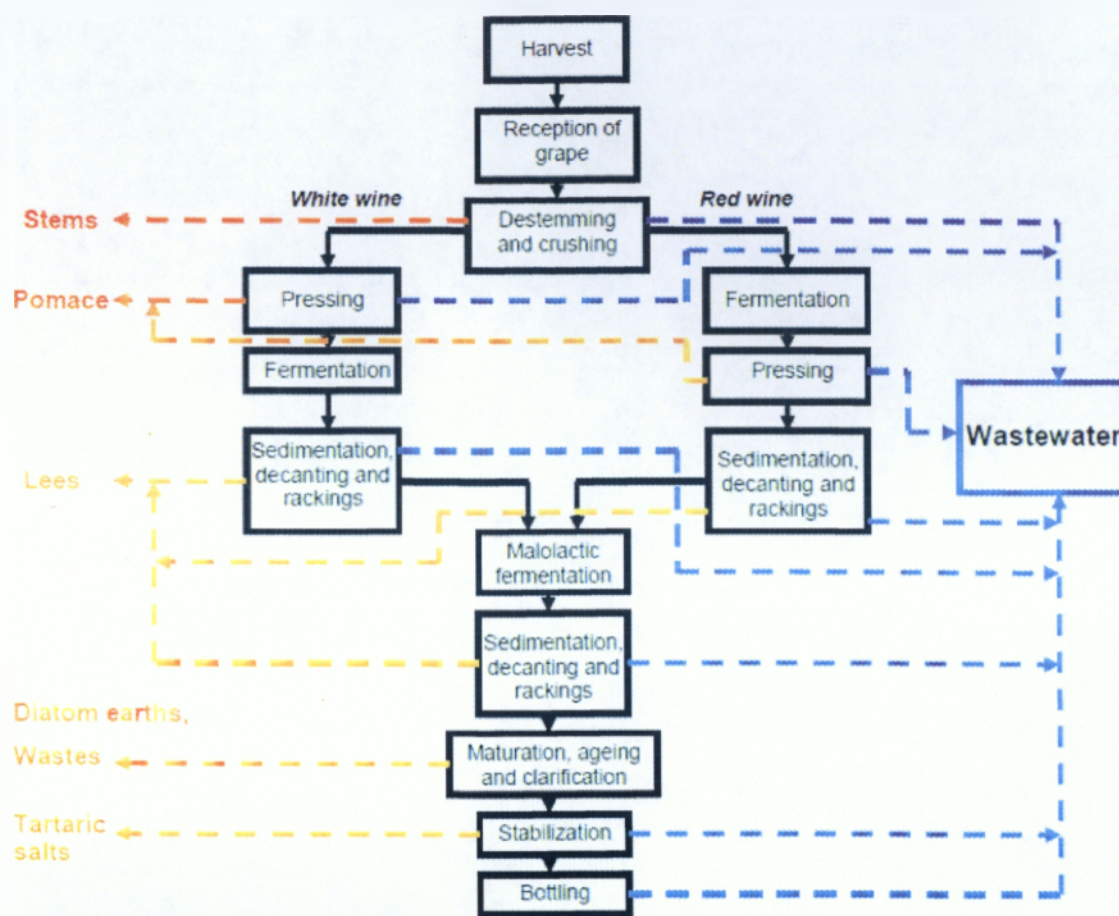 Harvest
Reception of
grape
White wine
Red wine
Stems
Destemming
and crushing
Pomace
Pressing
Fermentation
Fermentation
Pressing
Wastewater
Lees
Sedimentation,
decanting and
rackings
Sedimentation,
decanting and
rackings
Malolactic
fermentation
Sedimentation,
decanting and
rackings
Diatom earths,
Wastes
Maturation, ageing
and clarification
Tartaric
salts
Stabilization
Bottling